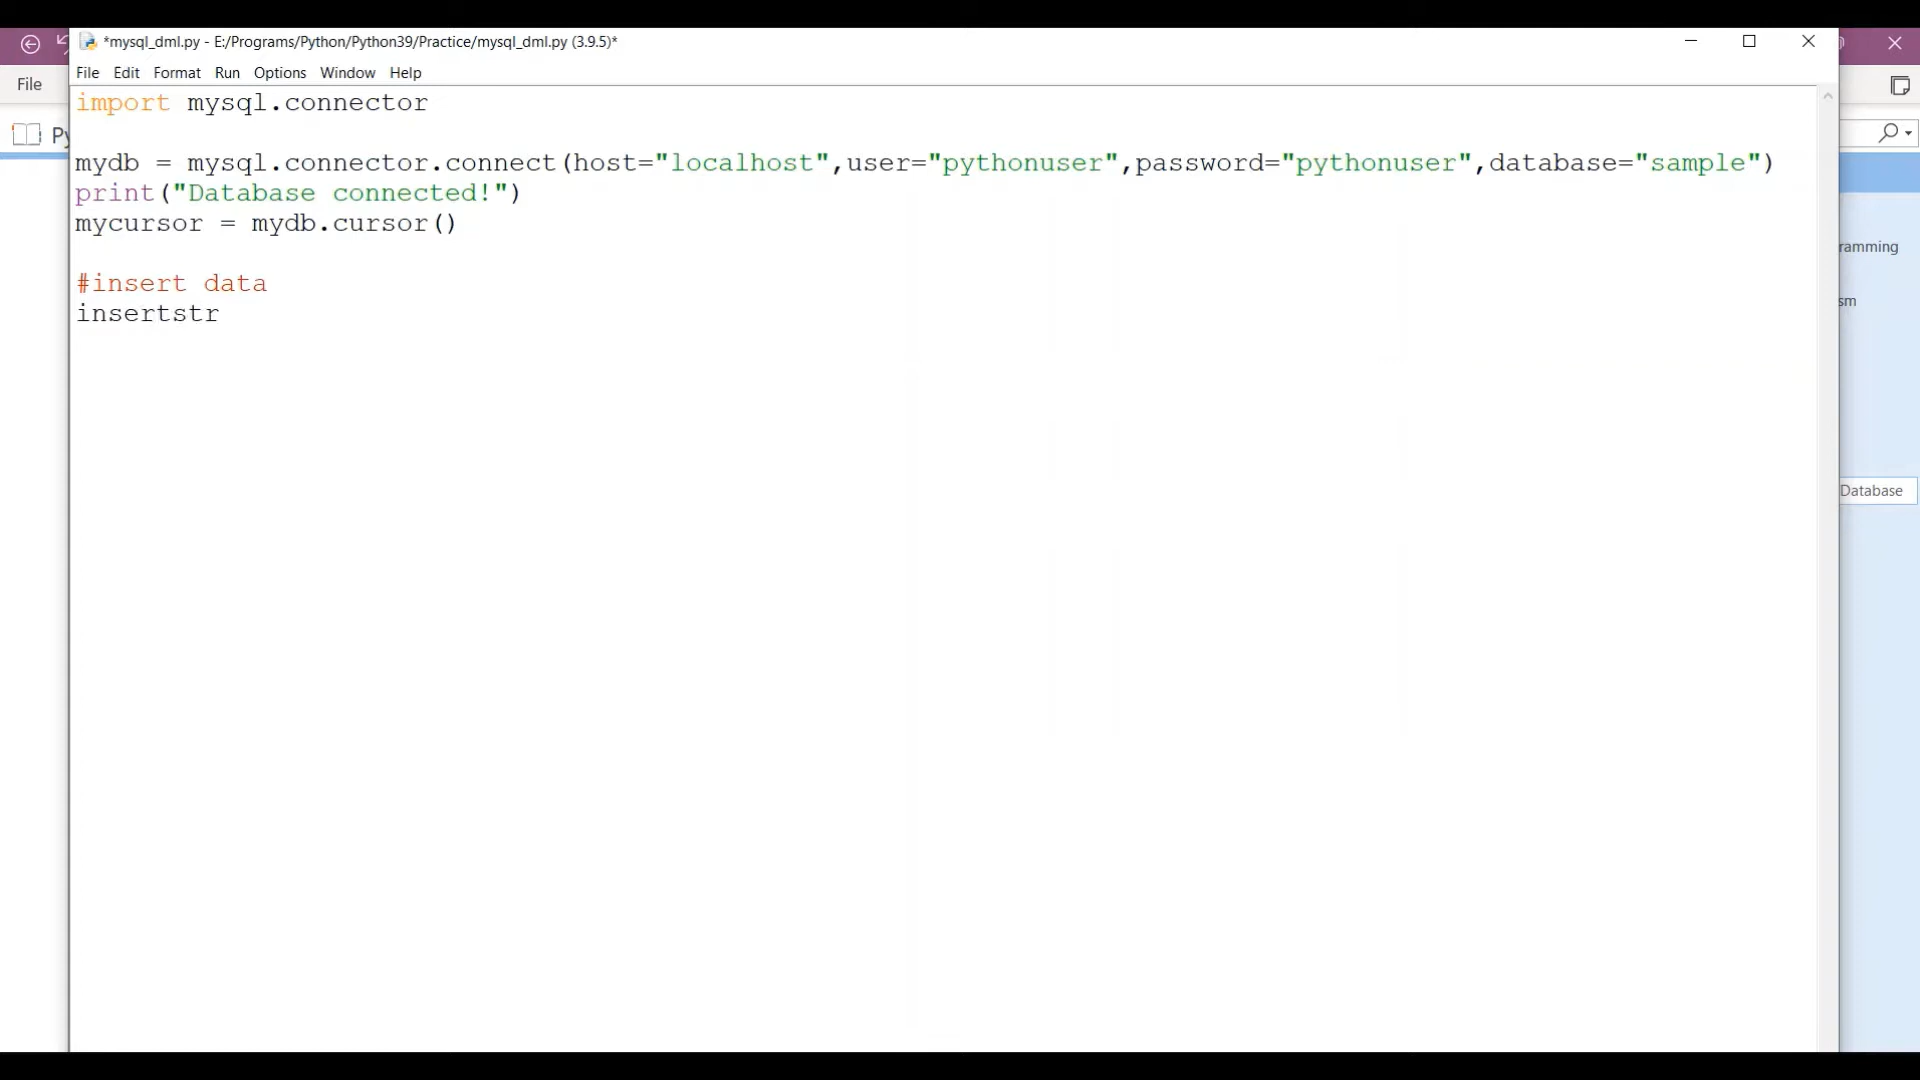 *mysql_dml.py - E:/Programs/Python/Python39/Practice/mysql_dml.py (3.9.5)*
File
File Edit Format Run Options Window Help
Py
import mysql.connector
mydb = mysql.connector.connect(host="localhost",user="pythonuser",password="pythonuser",database="sample")
print("Database connected!")
mycursor = mydb.cursor()
#insert data
insertstr
ramming
sm
Database